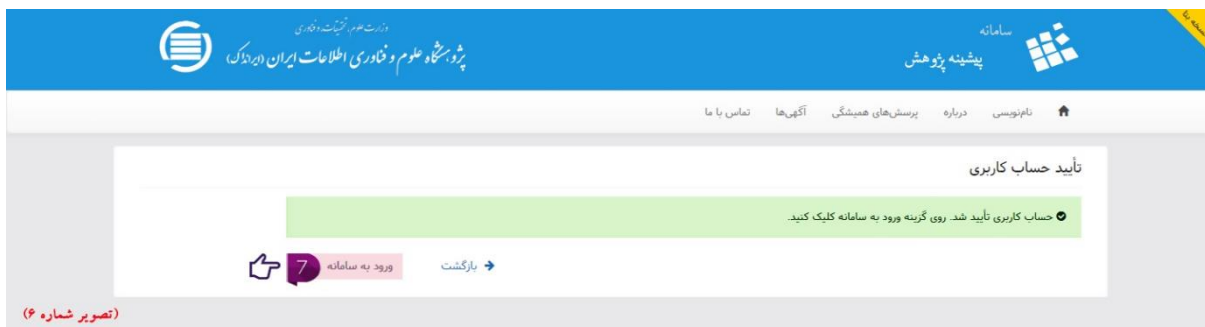 سامانه
پیشینه پژوهش
وزارت علوم، تحقیقات و فناوری
پژوهشگاه علوم و فناوری اطلاعات ایران (ایرانداک)
نام‌نویسی درباره پرسش‌های همیشگی آگهی‌ها تماس با ما
تأیید حساب کاربری
حساب کاربری تأیید شد. روی گزینه ورود به سامانه کلیک کنید.
بازگشت ورود به سامانه 7
(تصویر شماره ۶)